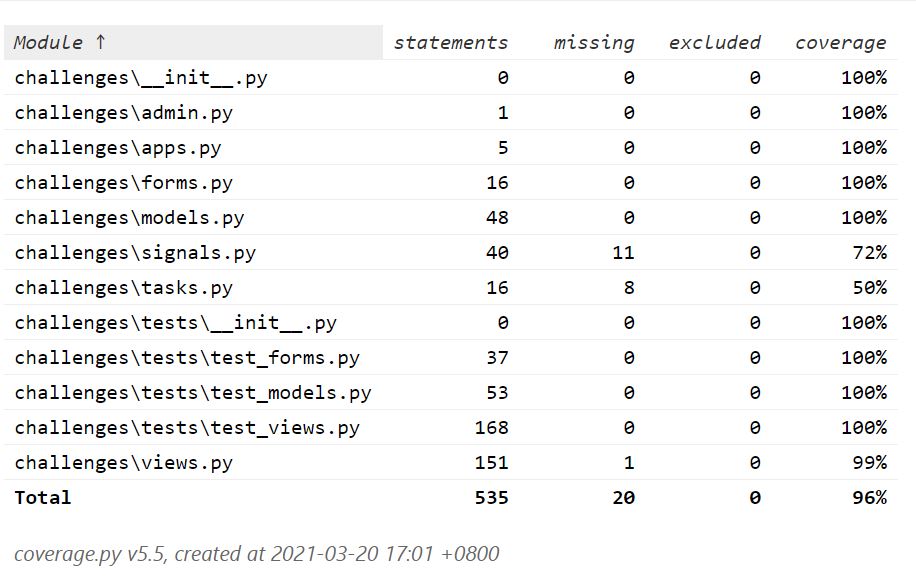 Module ↑ statements missing excluded coverage
challenges\__init__.py 0 0 0 100%
challenges\admin.py 1 0 0 100%
challenges\apps.py 5 0 0 100%
challenges\forms.py 16 0 0 100%
challenges\models.py 48 0 0 100%
challenges\signals.py 40 11 0 72%
challenges\tasks.py 16 8 0 50%
challenges\tests\__init__.py 0 0 0 100%
challenges\tests\test_forms.py 37 0 0 100%
challenges\tests\test_models.py 53 0 0 100%
challenges\tests\test_views.py 168 0 0 100%
challenges\views.py 151 1 0 99%
Total 535 20 0 96%
coverage.py v5.5, created at 2021-03-20 17:01 +0800